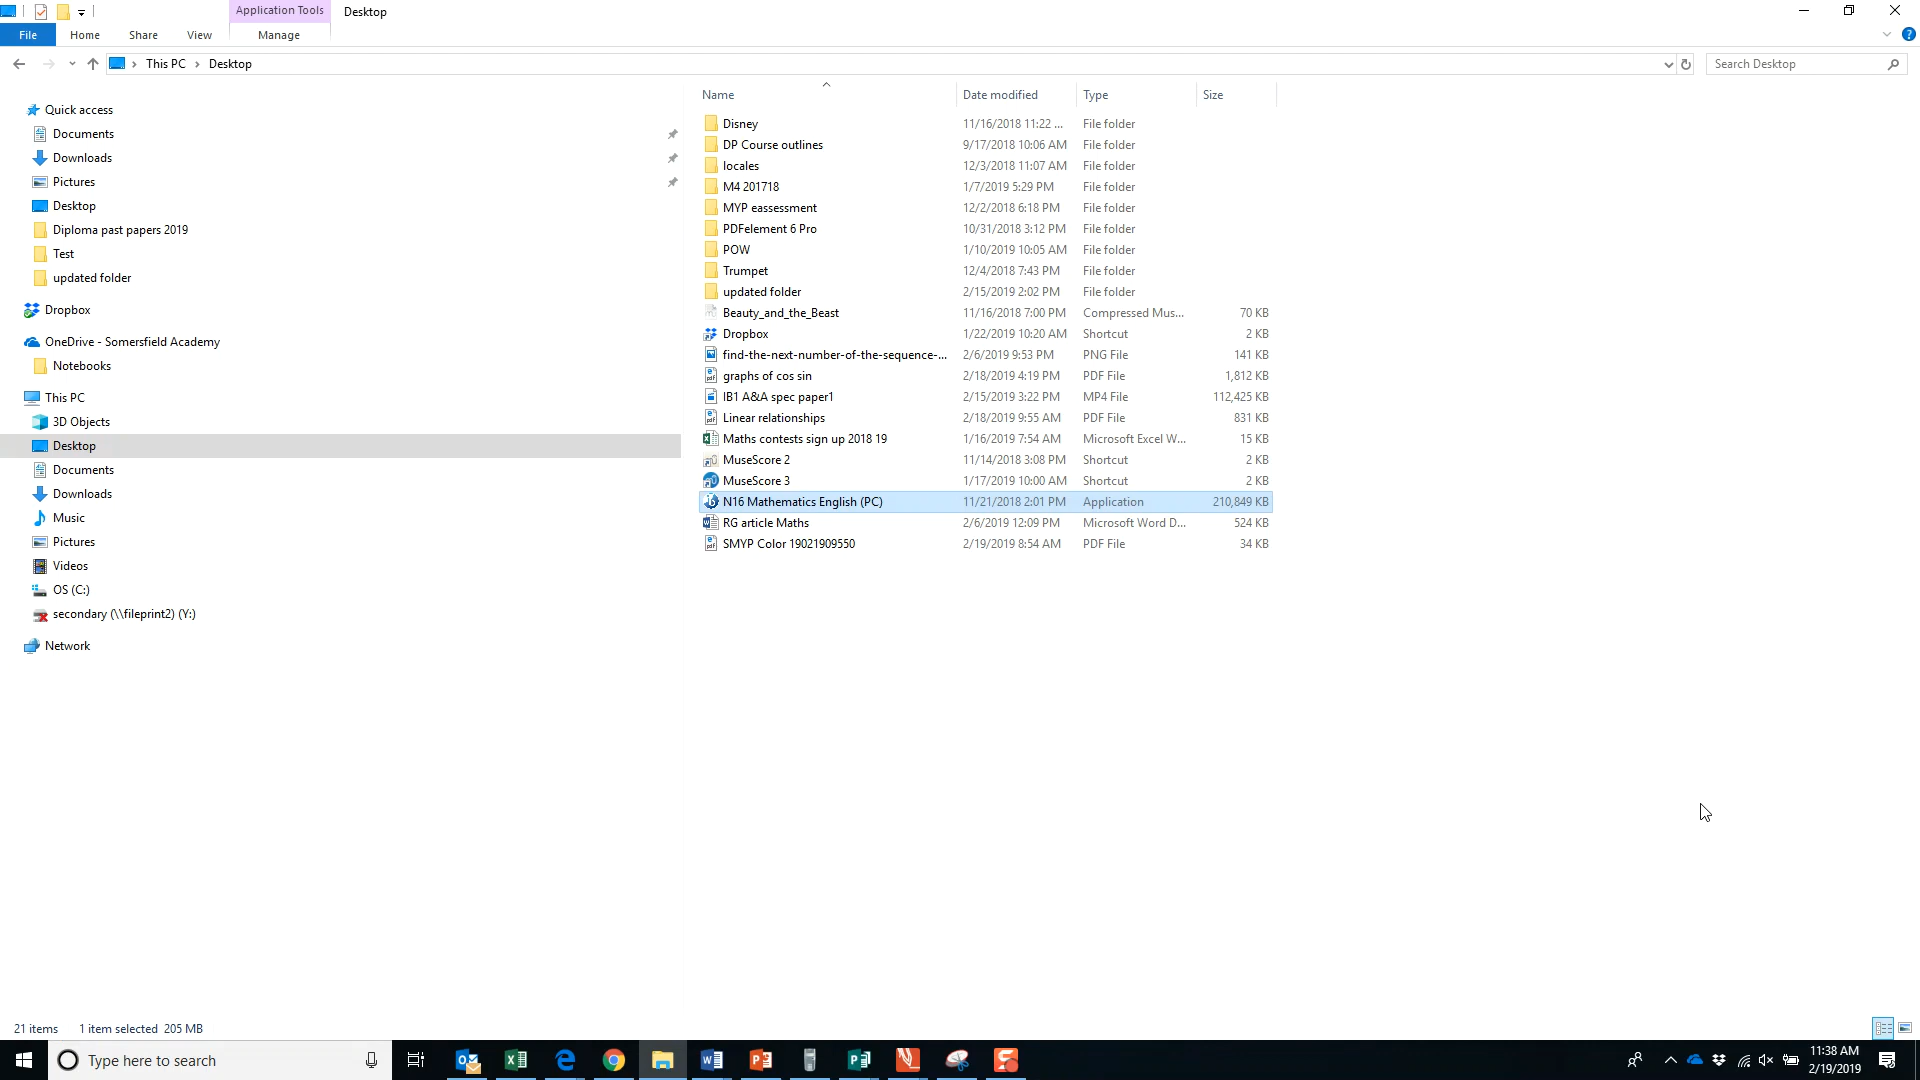 Application Tools
Desktop
File
Home
Share
View
Manage
This PC
Desktop
Search Desktop
Quick access
Documents
Downloads
Pictures
Desktop
Diploma past papers 2019
Test
updated folder
Dropbox
OneDrive - Somersfield Academy
Notebooks
This PC
3D Objects
Desktop
Documents
Downloads
Music
Pictures
Videos
OS (C:)
secondary (\\fileprint2) (Y:)
Network
Name Date modified Type Size
Disney 11/16/2018 11:22 ... File folder
DP Course outlines 9/17/2018 10:06 AM File folder
locales 12/3/2018 11:07 AM File folder
M4 201718 1/7/2019 5:29 PM File folder
MYP eassessment 12/2/2018 6:18 PM File folder
PDFelement 6 Pro 10/31/2018 3:12 PM File folder
POW 1/10/2019 10:05 AM File folder
Trumpet 12/4/2018 7:43 PM File folder
updated folder 2/15/2019 2:02 PM File folder
Beauty_and_the_Beast 11/16/2018 7:00 PM Compressed Mus... 70 KB
Dropbox 1/22/2019 10:20 AM Shortcut 2 KB
find-the-next-number-of-the-sequence-... 2/6/2019 9:53 PM PNG File 141 KB
graphs of cos sin 2/18/2019 4:19 PM PDF File 1,812 KB
IB1 A&A spec paper1 2/15/2019 3:22 PM MP4 File 112,425 KB
Linear relationships 2/18/2019 9:55 AM PDF File 831 KB
Maths contests sign up 2018 19 1/16/2019 7:54 AM Microsoft Excel W... 15 KB
MuseScore 2 11/14/2018 3:08 PM Shortcut 2 KB
MuseScore 3 1/17/2019 10:00 AM Shortcut 2 KB
N16 Mathematics English (PC) 11/21/2018 2:01 PM Application 210,849 KB
RG article Maths 2/6/2019 12:09 PM Microsoft Word D... 524 KB
SMYP Color 19021909550 2/19/2019 8:54 AM PDF File 34 KB
21 items 1 item selected 205 MB
Type here to search
11:38 AM
2/19/2019